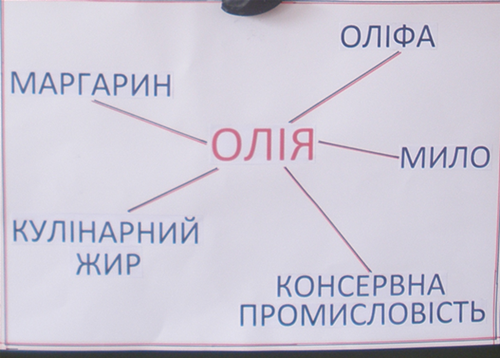 ОЛІФА
МАРГАРИН
ОЛІЯ
МИЛО
КУЛІНАРНИЙ
ЖИР
КОНСЕРВНА
ПРОМИСЛОВІСТЬ